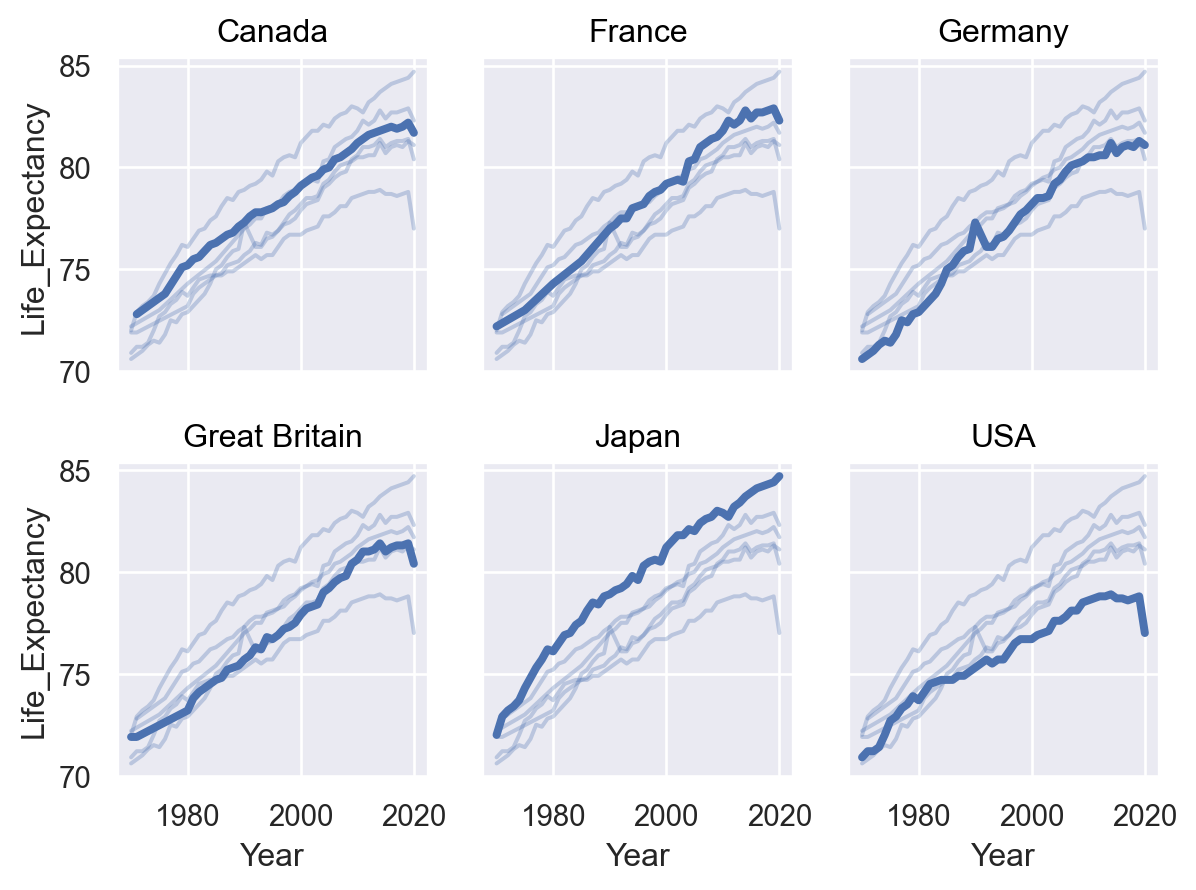 Canada France Germany
85
80
75
70
Life_Expectancy
Great Britain Japan USA
85
80
75
70
Life_Expectancy
1980 2000 2020 1980 2000 2020 1980 2000 2020
Year Year Year